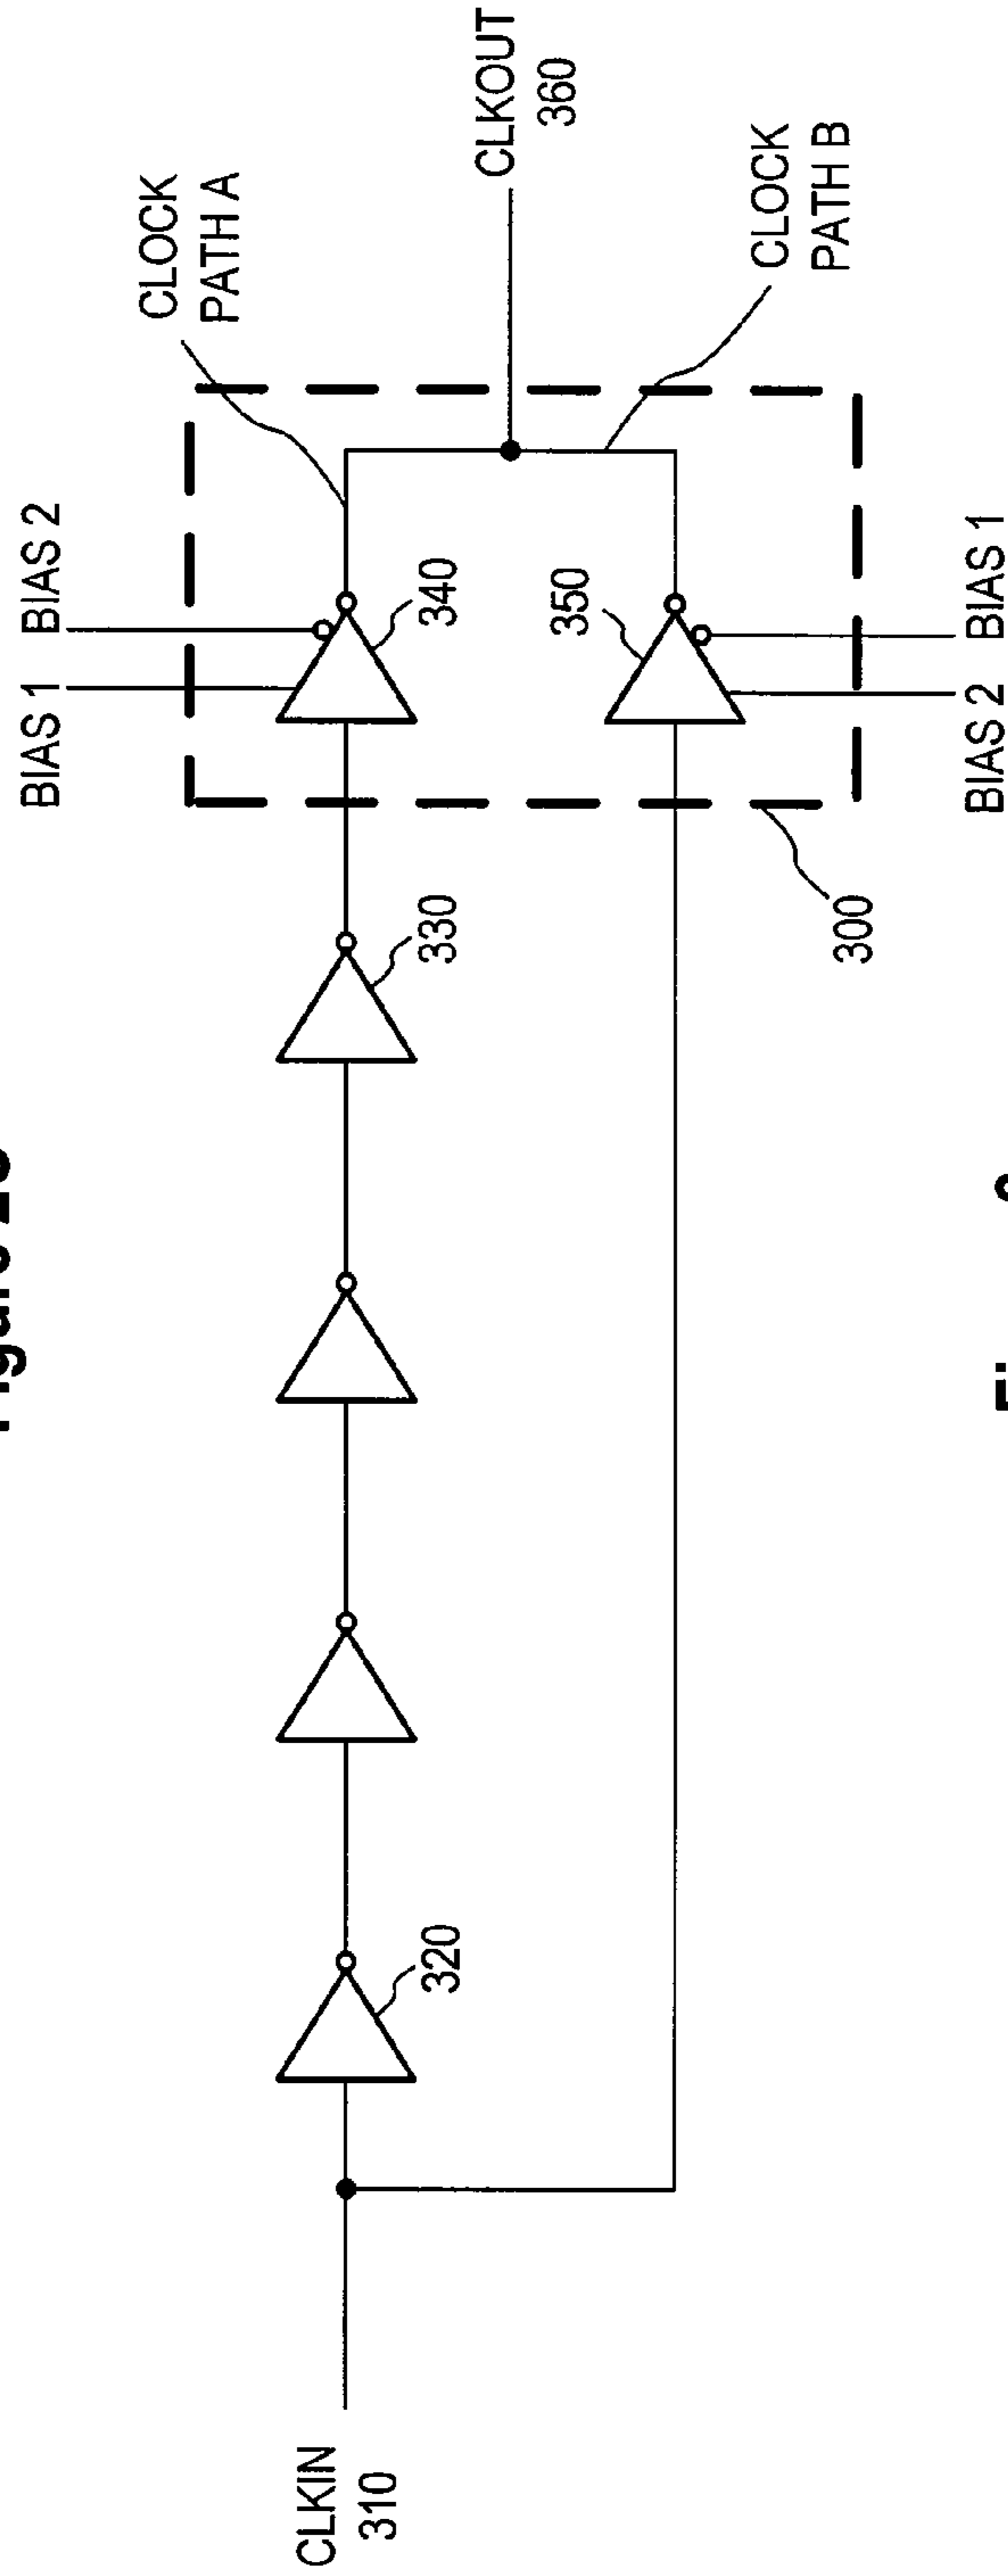 BIAS 1
BIAS 2
CLOCK
PATH A
340
CLKOUT
360
CLKIN
310
320
330
350
CLOCK
PATH B
300
BIAS 2
BIAS 1